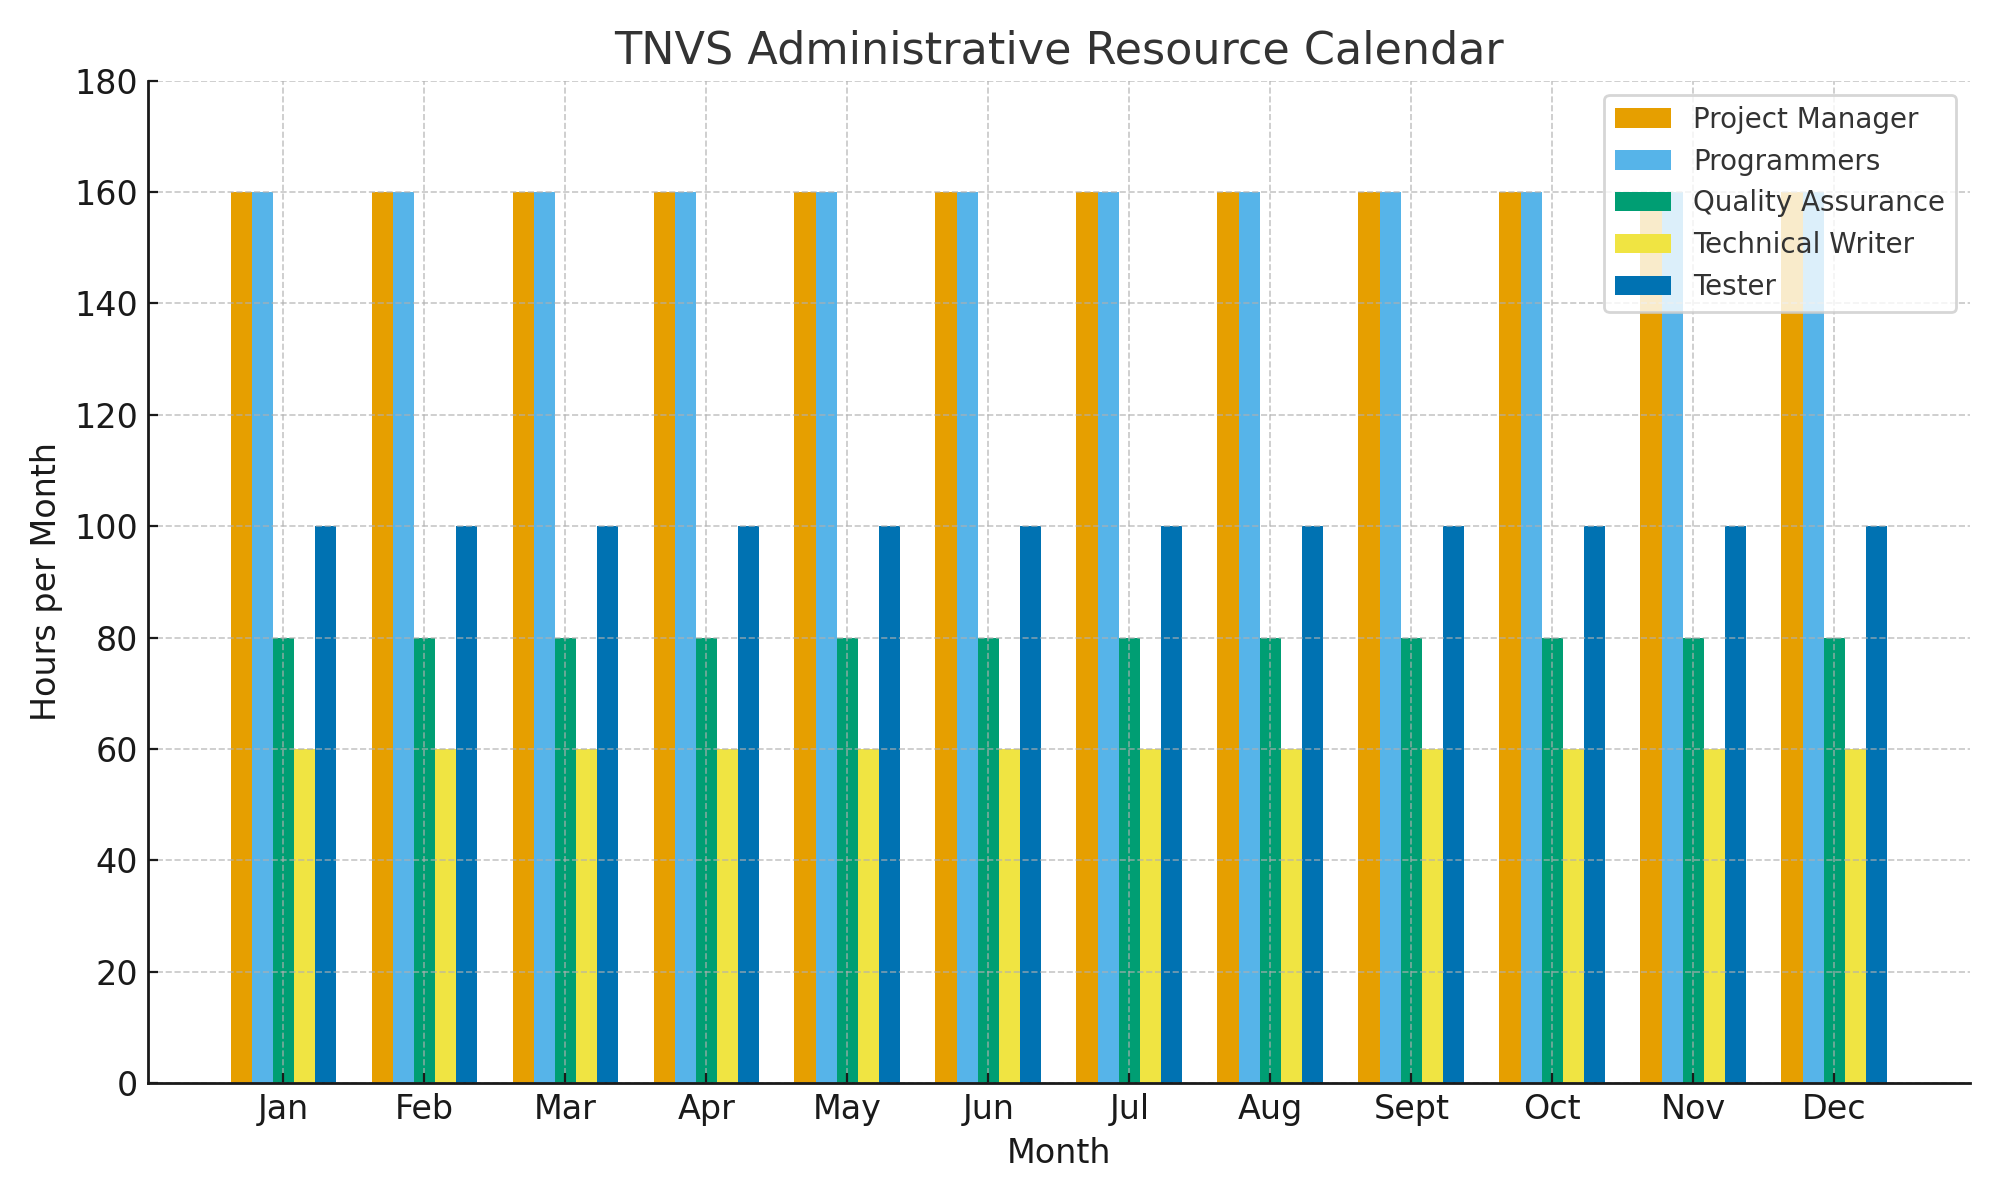 TNVS Administrative Resource Calendar
180
160
140
120
100
80
60
40
20
0
Hours per Month
Project Manager
Programmers
Quality Assurance
Technical Writer
Tester
Jan Feb Mar Apr May Jun Jul Aug Sept Oct Nov Dec
Month